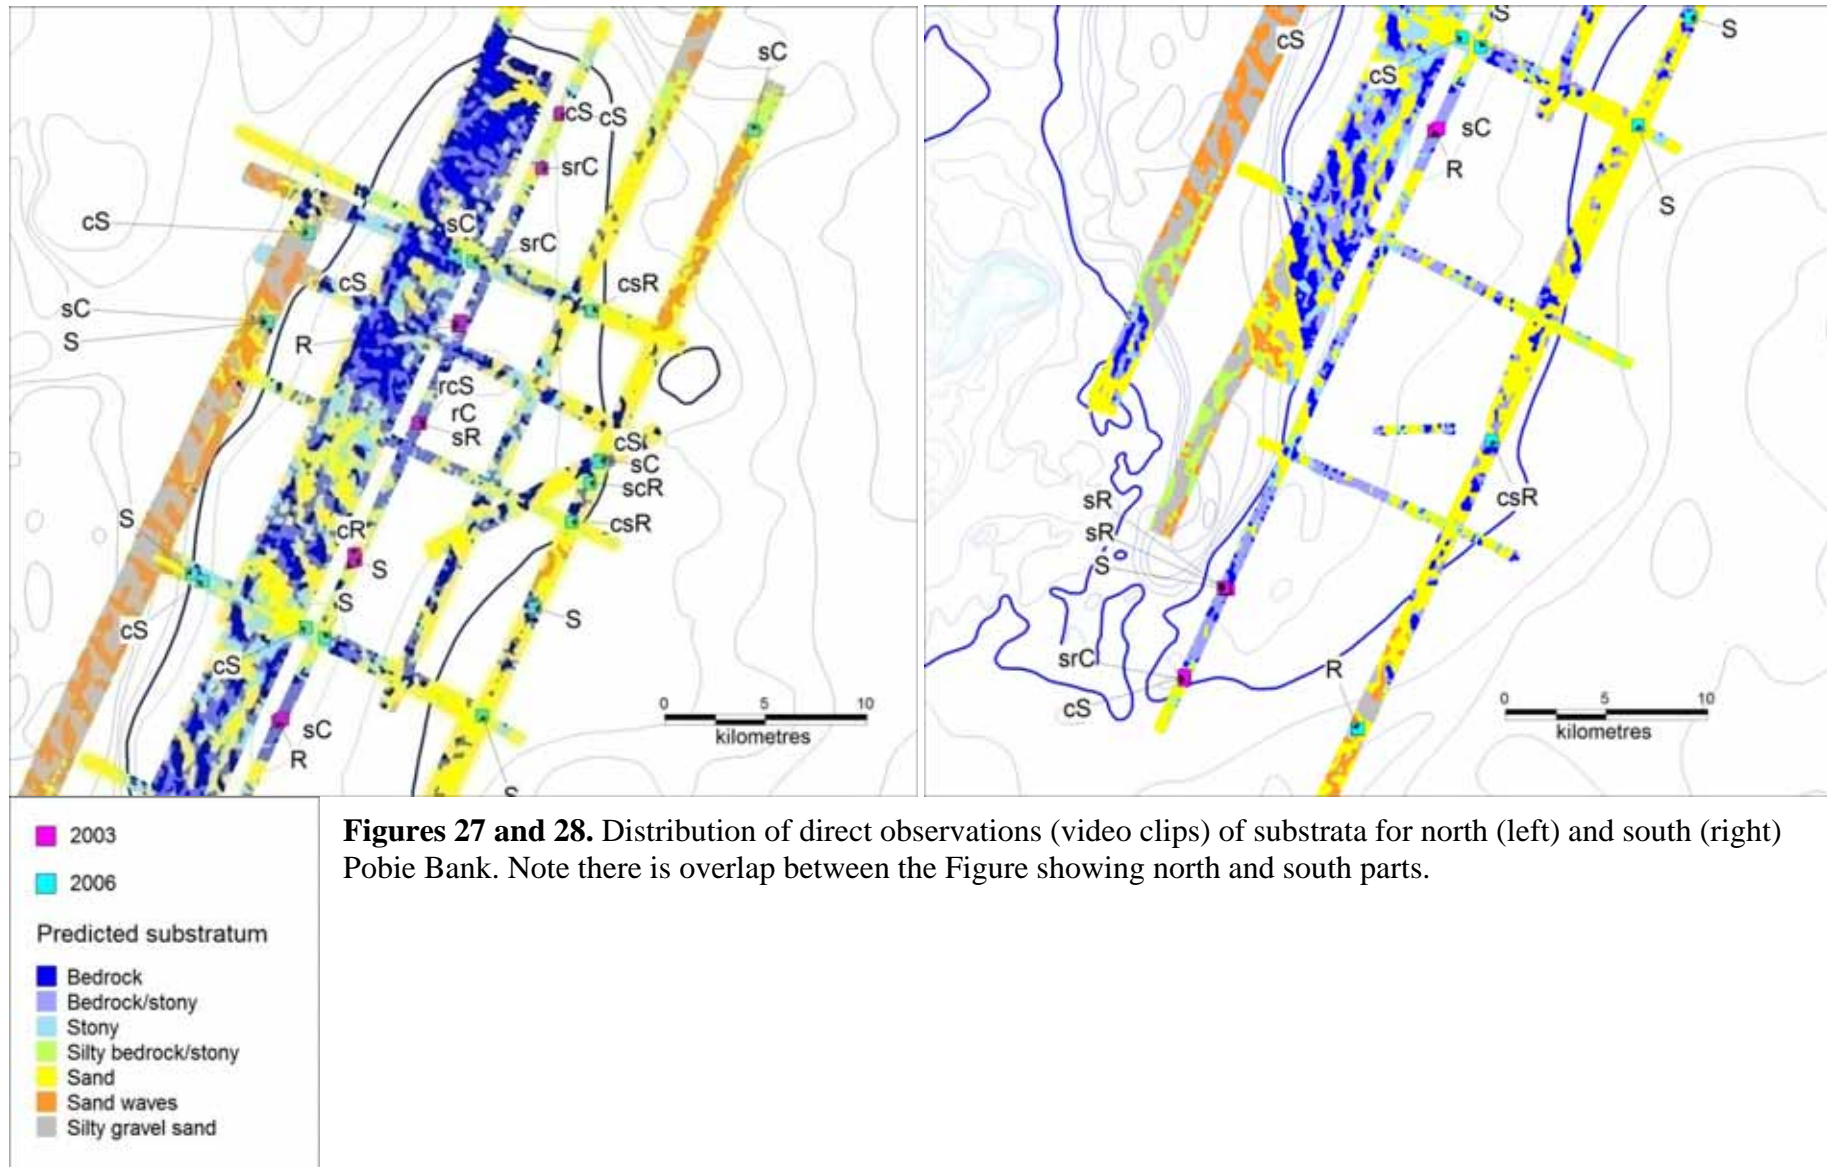 sC
cS
cS
srC
cS
sC
srC
cS
csR
sC
S
R
rcS
rC
sR
cS
sC
scR
S
csR
cR
S
S
S
cS
cS
sC
R
S
0 5 10
kilometres
S
S
cS
cS
sC
R
S
sR
sR
S
csR
srC
cS
R
0 5 10
kilometres
2003
2006
Predicted substratum
Bedrock
Bedrock/stony
Stony
Silty bedrock/stony
Sand
Sand waves
Silty gravel sand
Figures 27 and 28. Distribution of direct observations (video clips) of substrata for north (left) and south (right)
Pobie Bank. Note there is overlap between the Figure showing north and south parts.